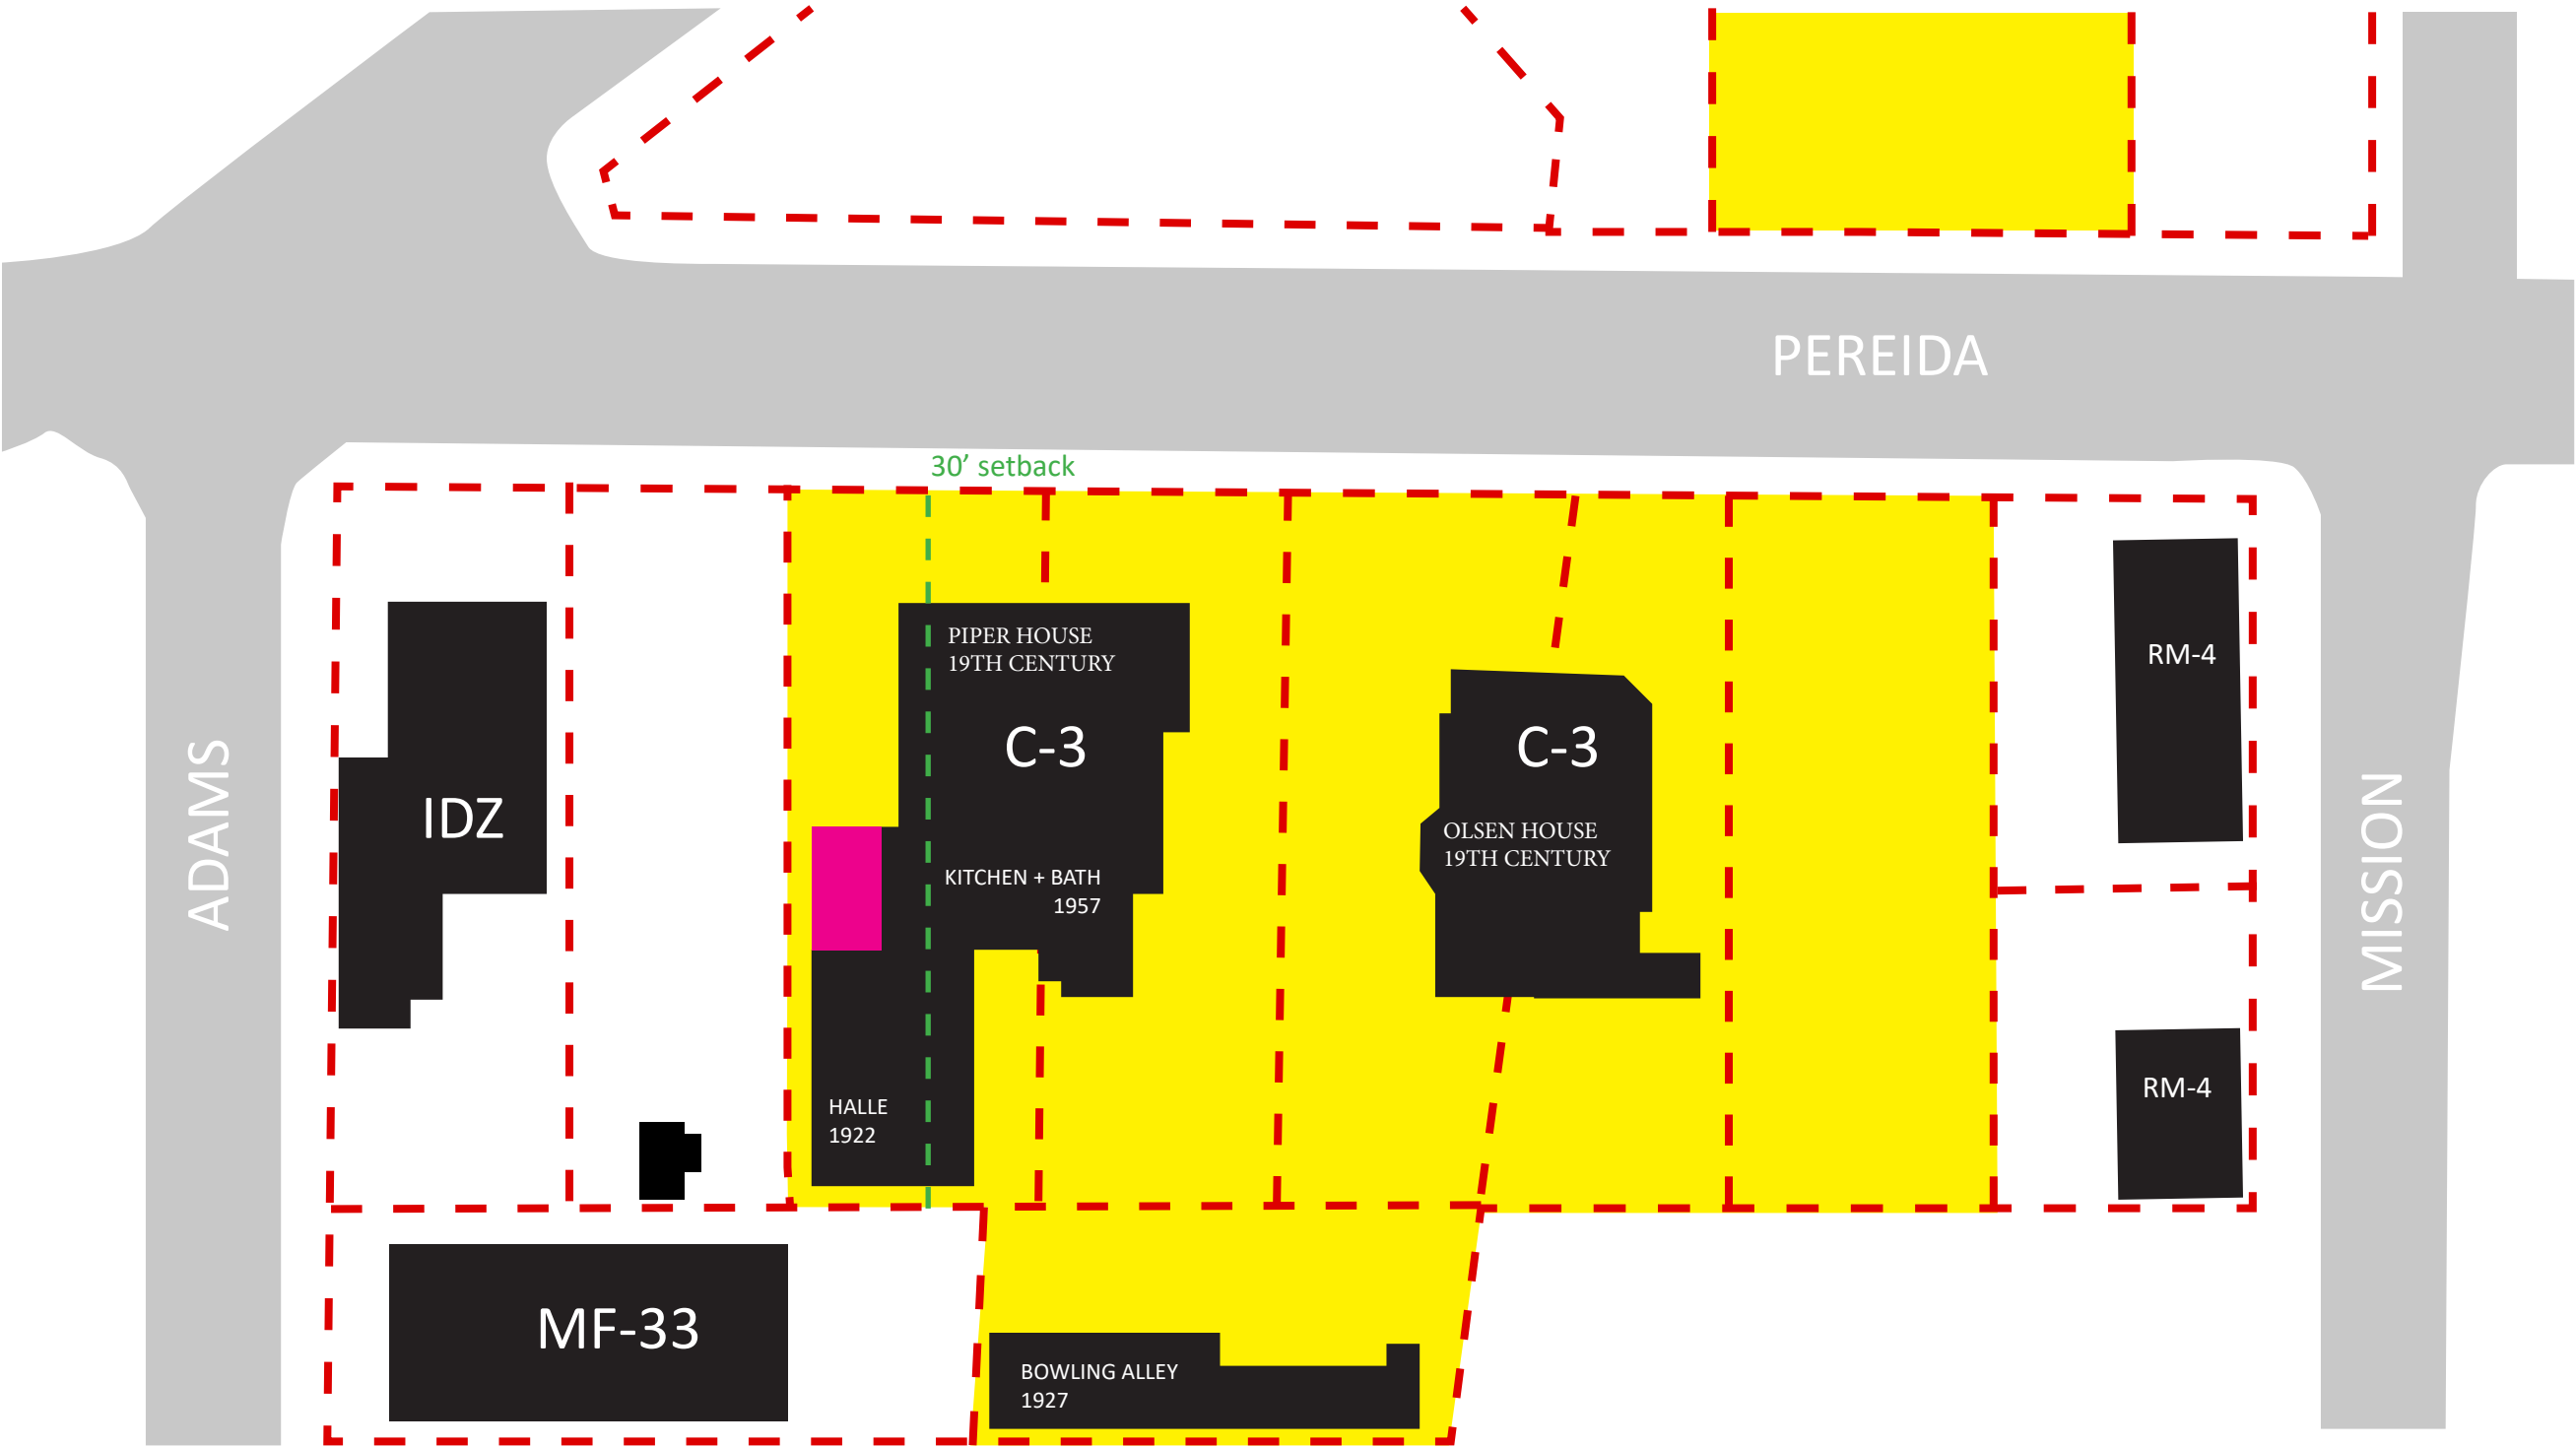 PEREIDA
30’ setback
PIPER HOUSE
19TH CENTURY
C-3
C-3
RM-4
IDZ
OLSEN HOUSE
19TH CENTURY
ADAMS
MISSION
KITCHEN + BATH
1957
HALLE
1922
RM-4
MF-33
BOWLING ALLEY
1927